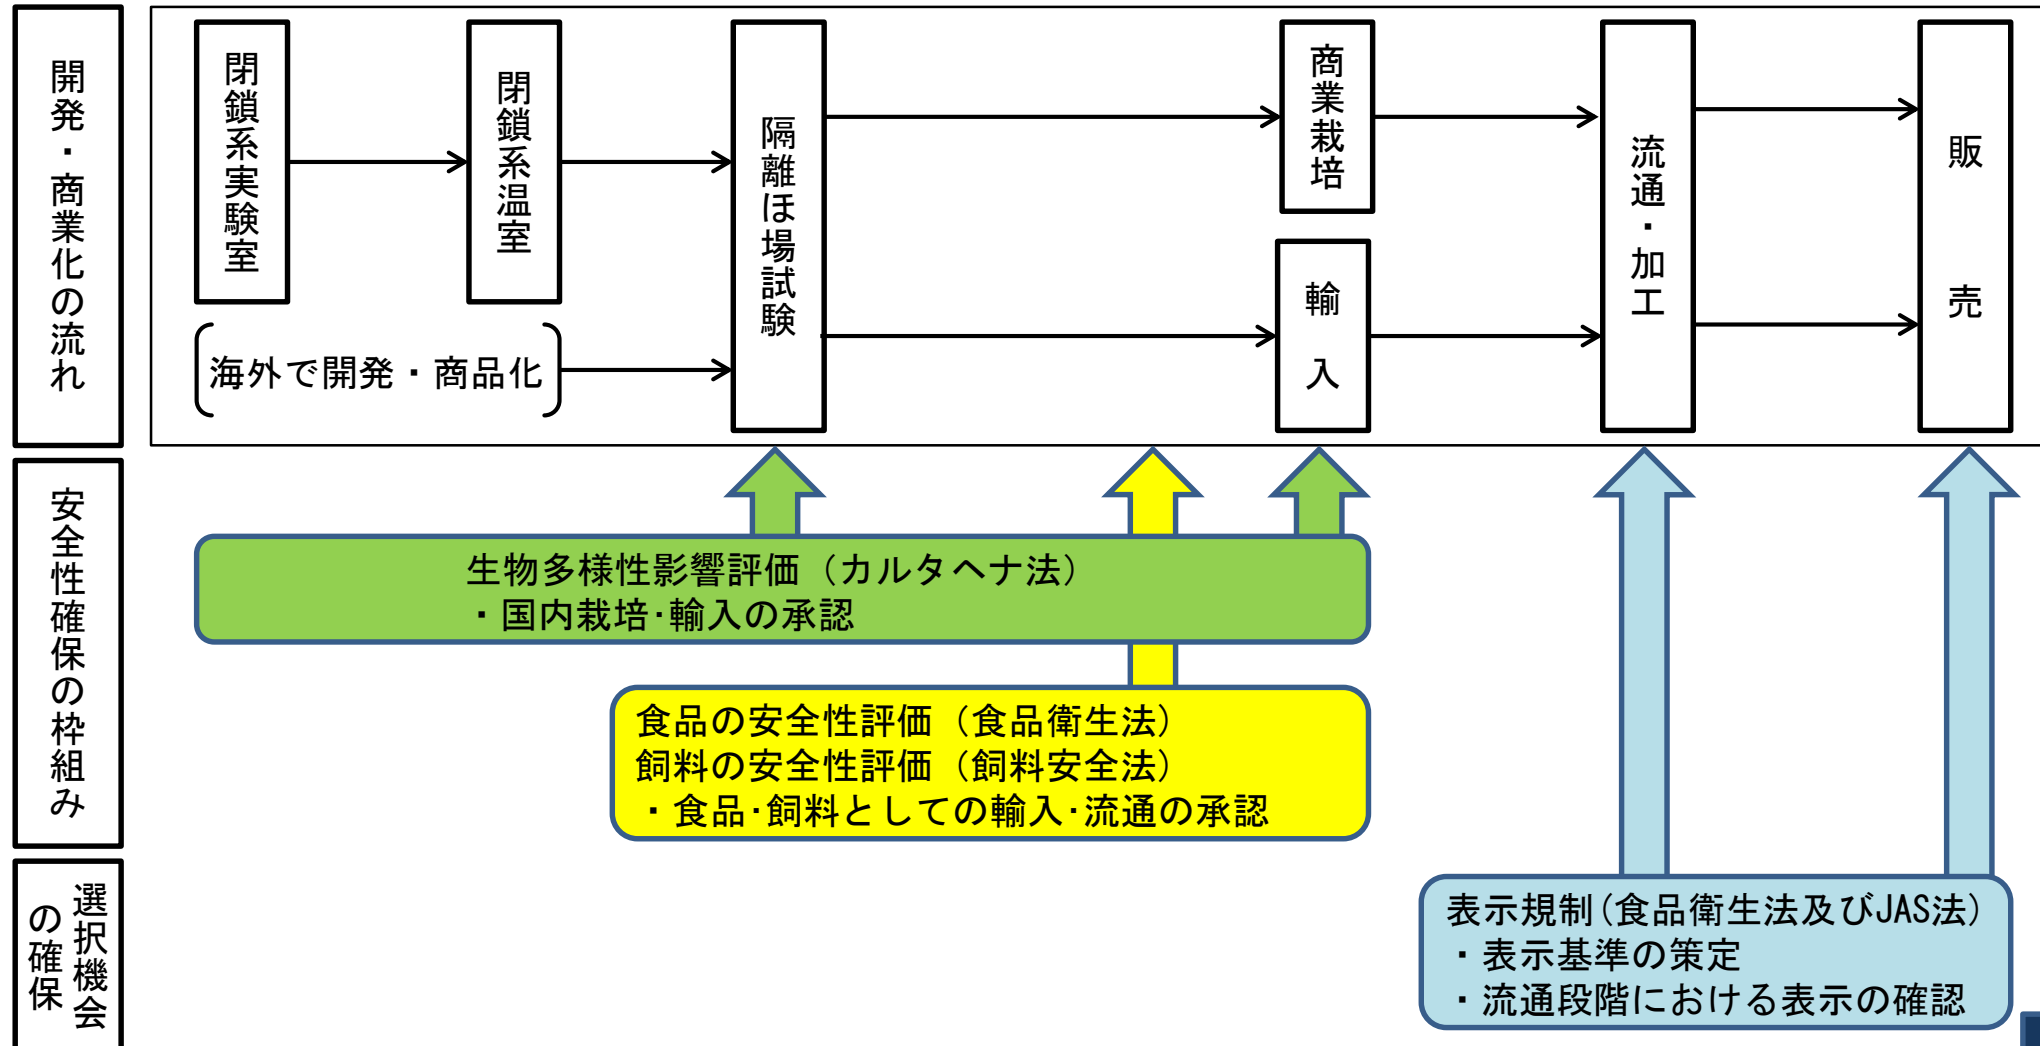 開発・商業化の流れ
閉鎖系実験室
閉鎖系温室
海外で開発・商品化
隔離ほ場試験
商業栽培
輸入
流通・加工
販売
安全性確保の枠組み
生物多様性影響評価（カルタヘナ法）
・国内栽培･輸入の承認
食品の安全性評価（食品衛生法）
飼料の安全性評価（飼料安全法）
・食品･飼料としての輸入･流通の承認
選択機会
の確保
表示規制(食品衛生法及びJAS法)
・表示基準の策定
・流通段階における表示の確認